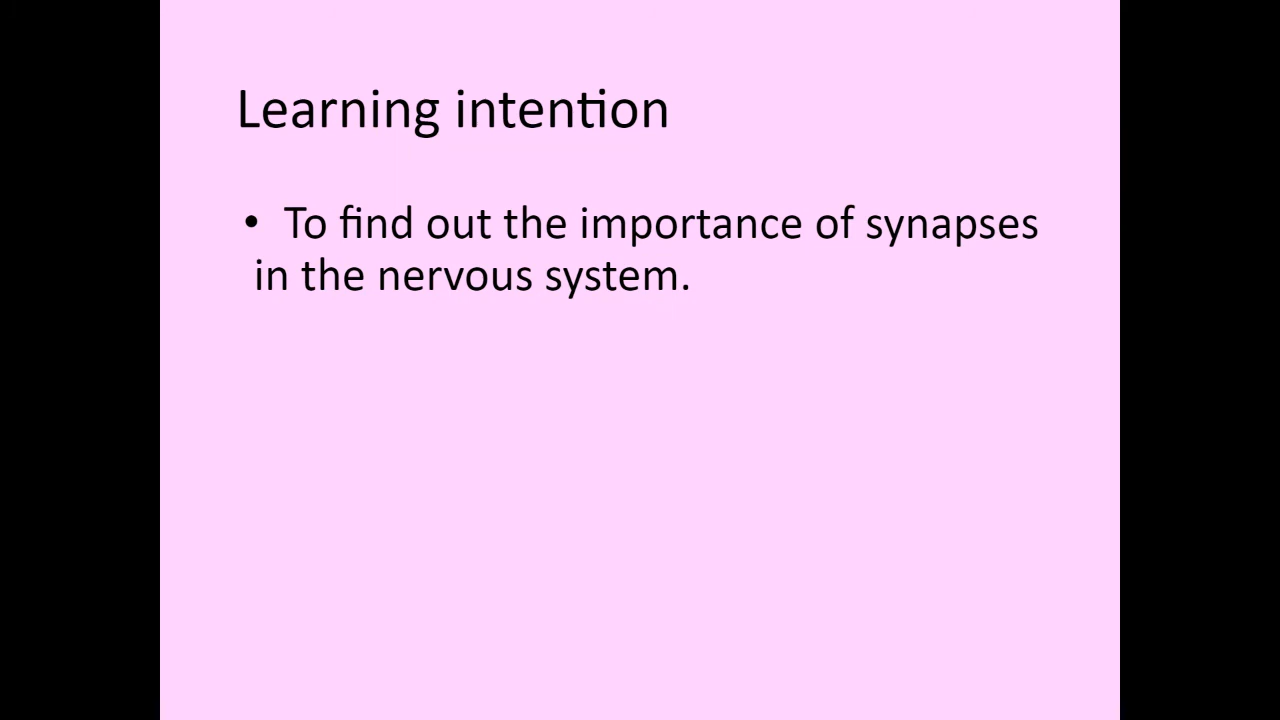 Learning intention
• To find out the importance of synapses
in the nervous system.